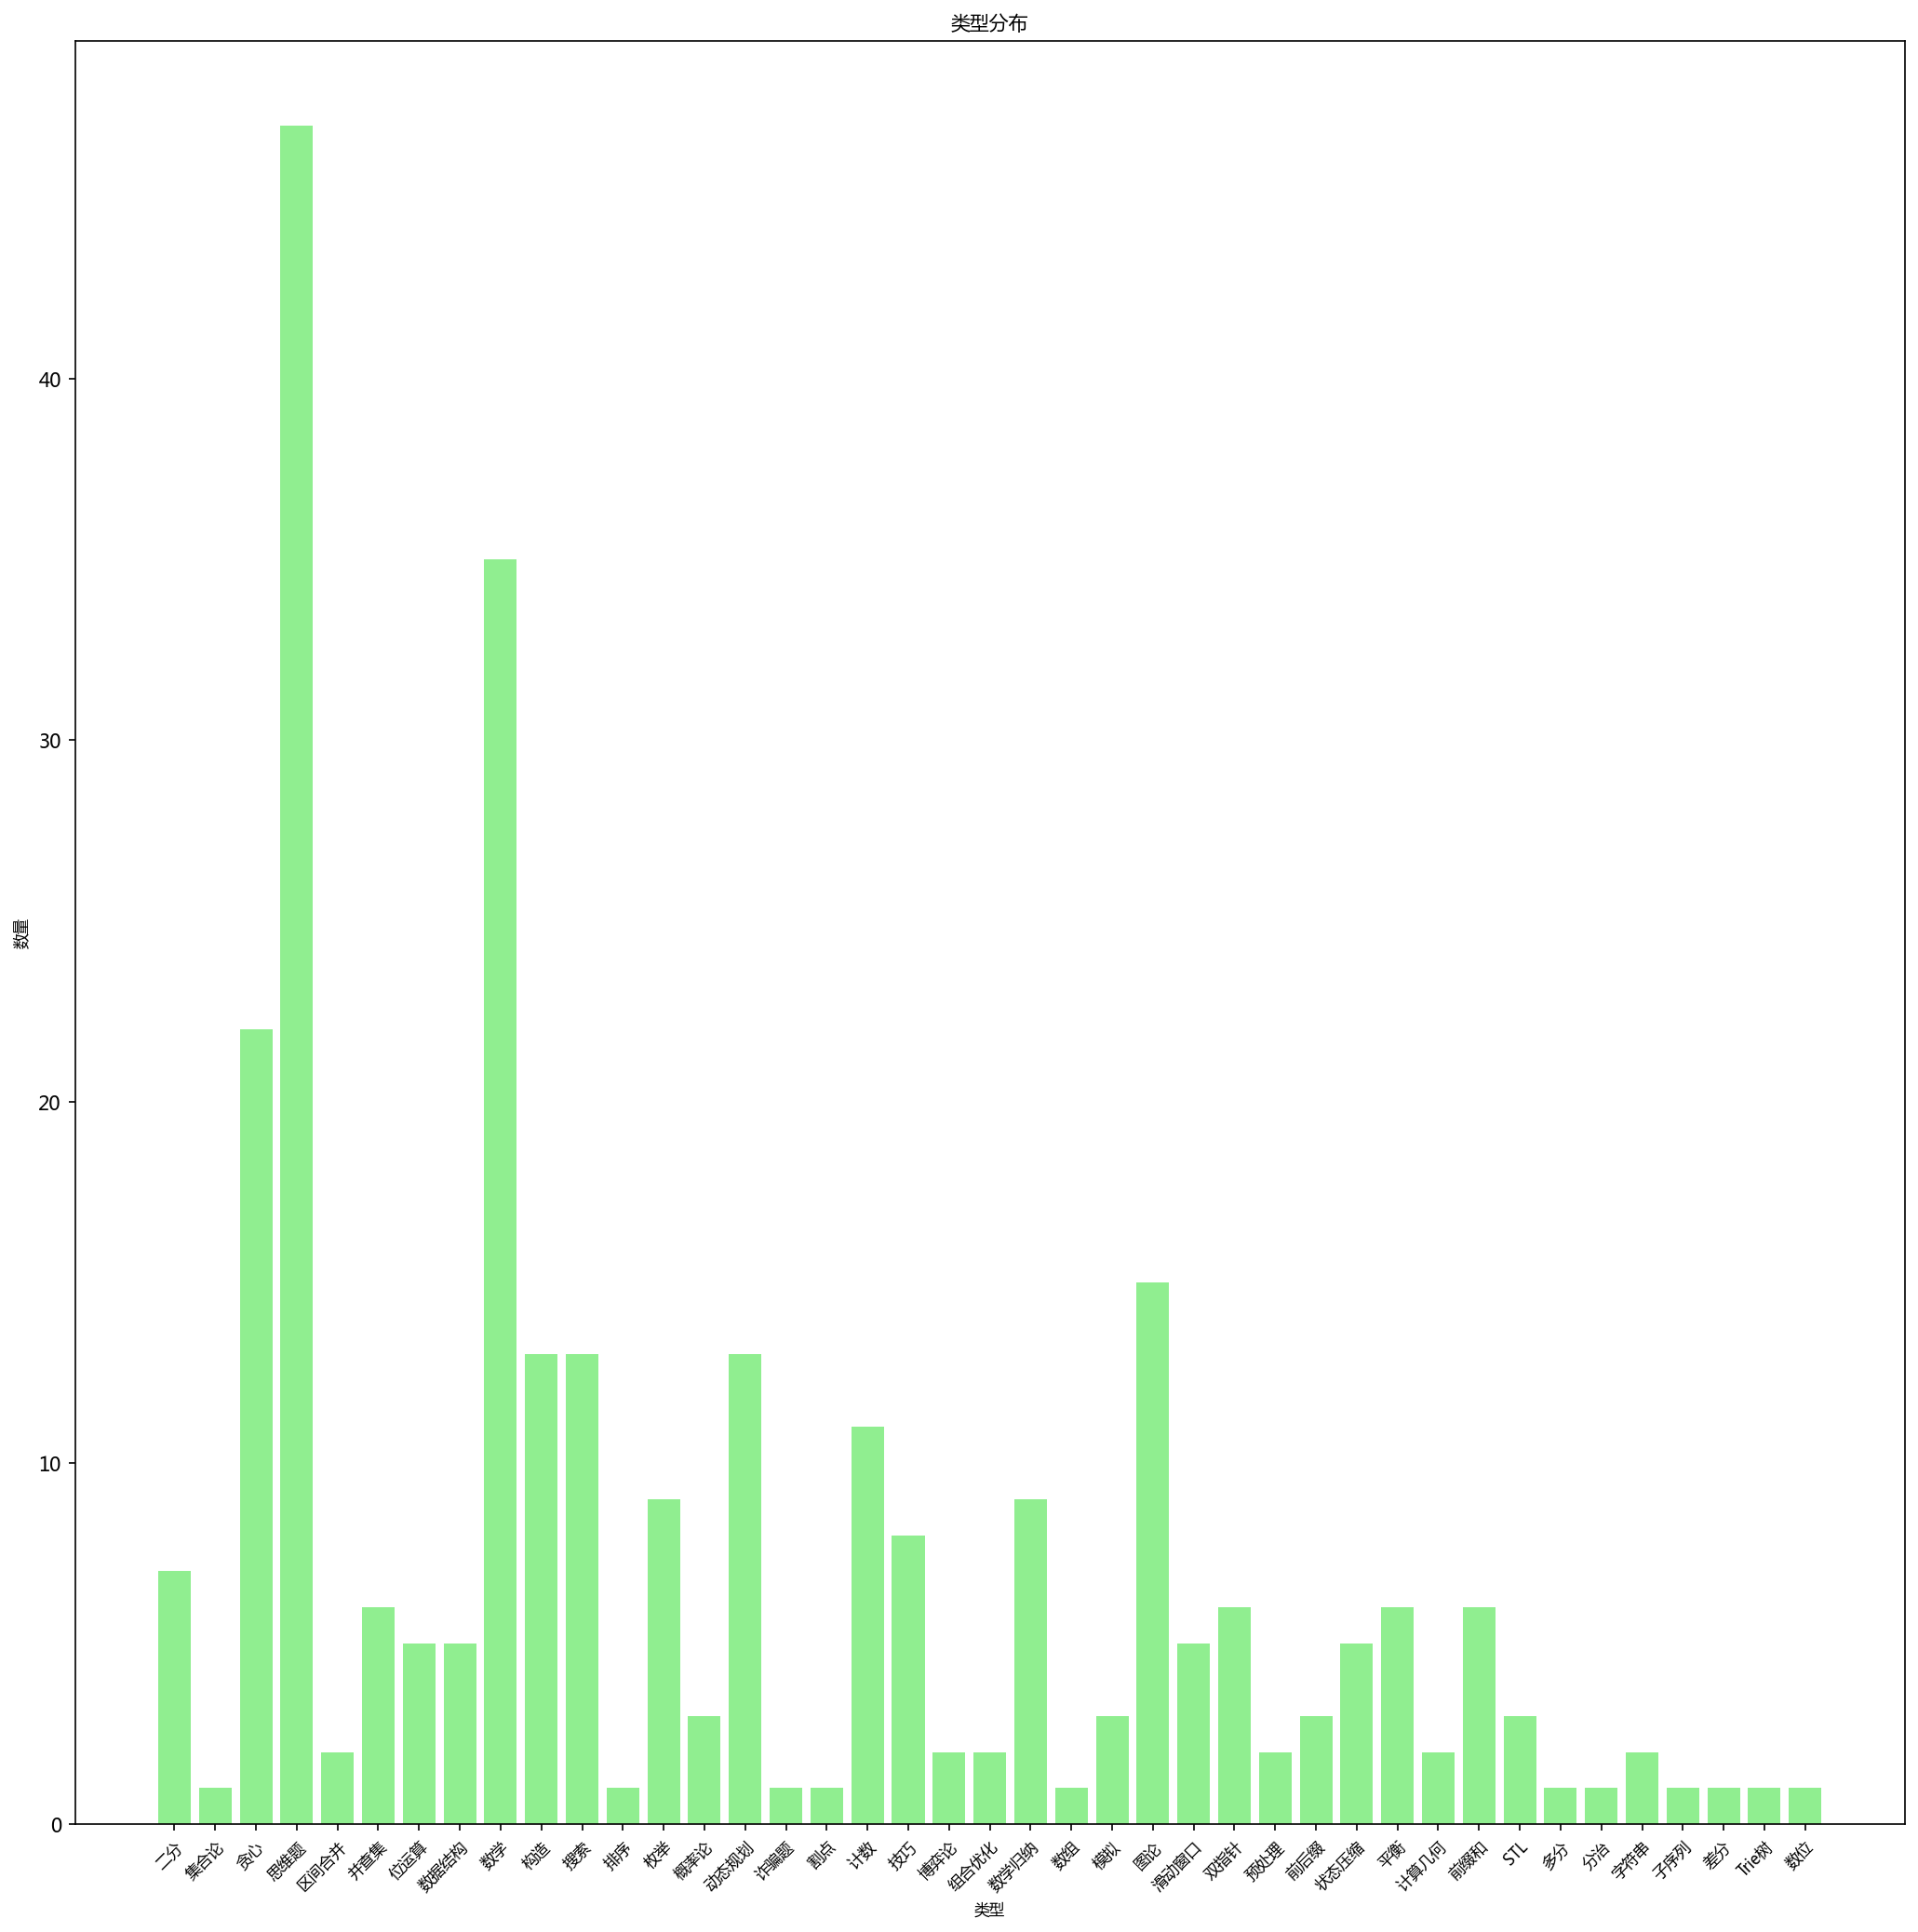 类型分布
数量
40
30
20
10
0
二分
集合论
贪心
思维题
区间合并
并查集
位运算
数据结构
数学
构造
搜索
排序
枚举
概率论
动态规划
诈骗题
割点
计数
技巧
博弈论
组合优化
数学归纳
数组
模拟
图论
滑动窗口
双指针
预处理
前后缀
状态压缩
平衡
计算几何
前缀和
STL
多分
分治
字符串
子序列
差分
Trie树
数位
类型